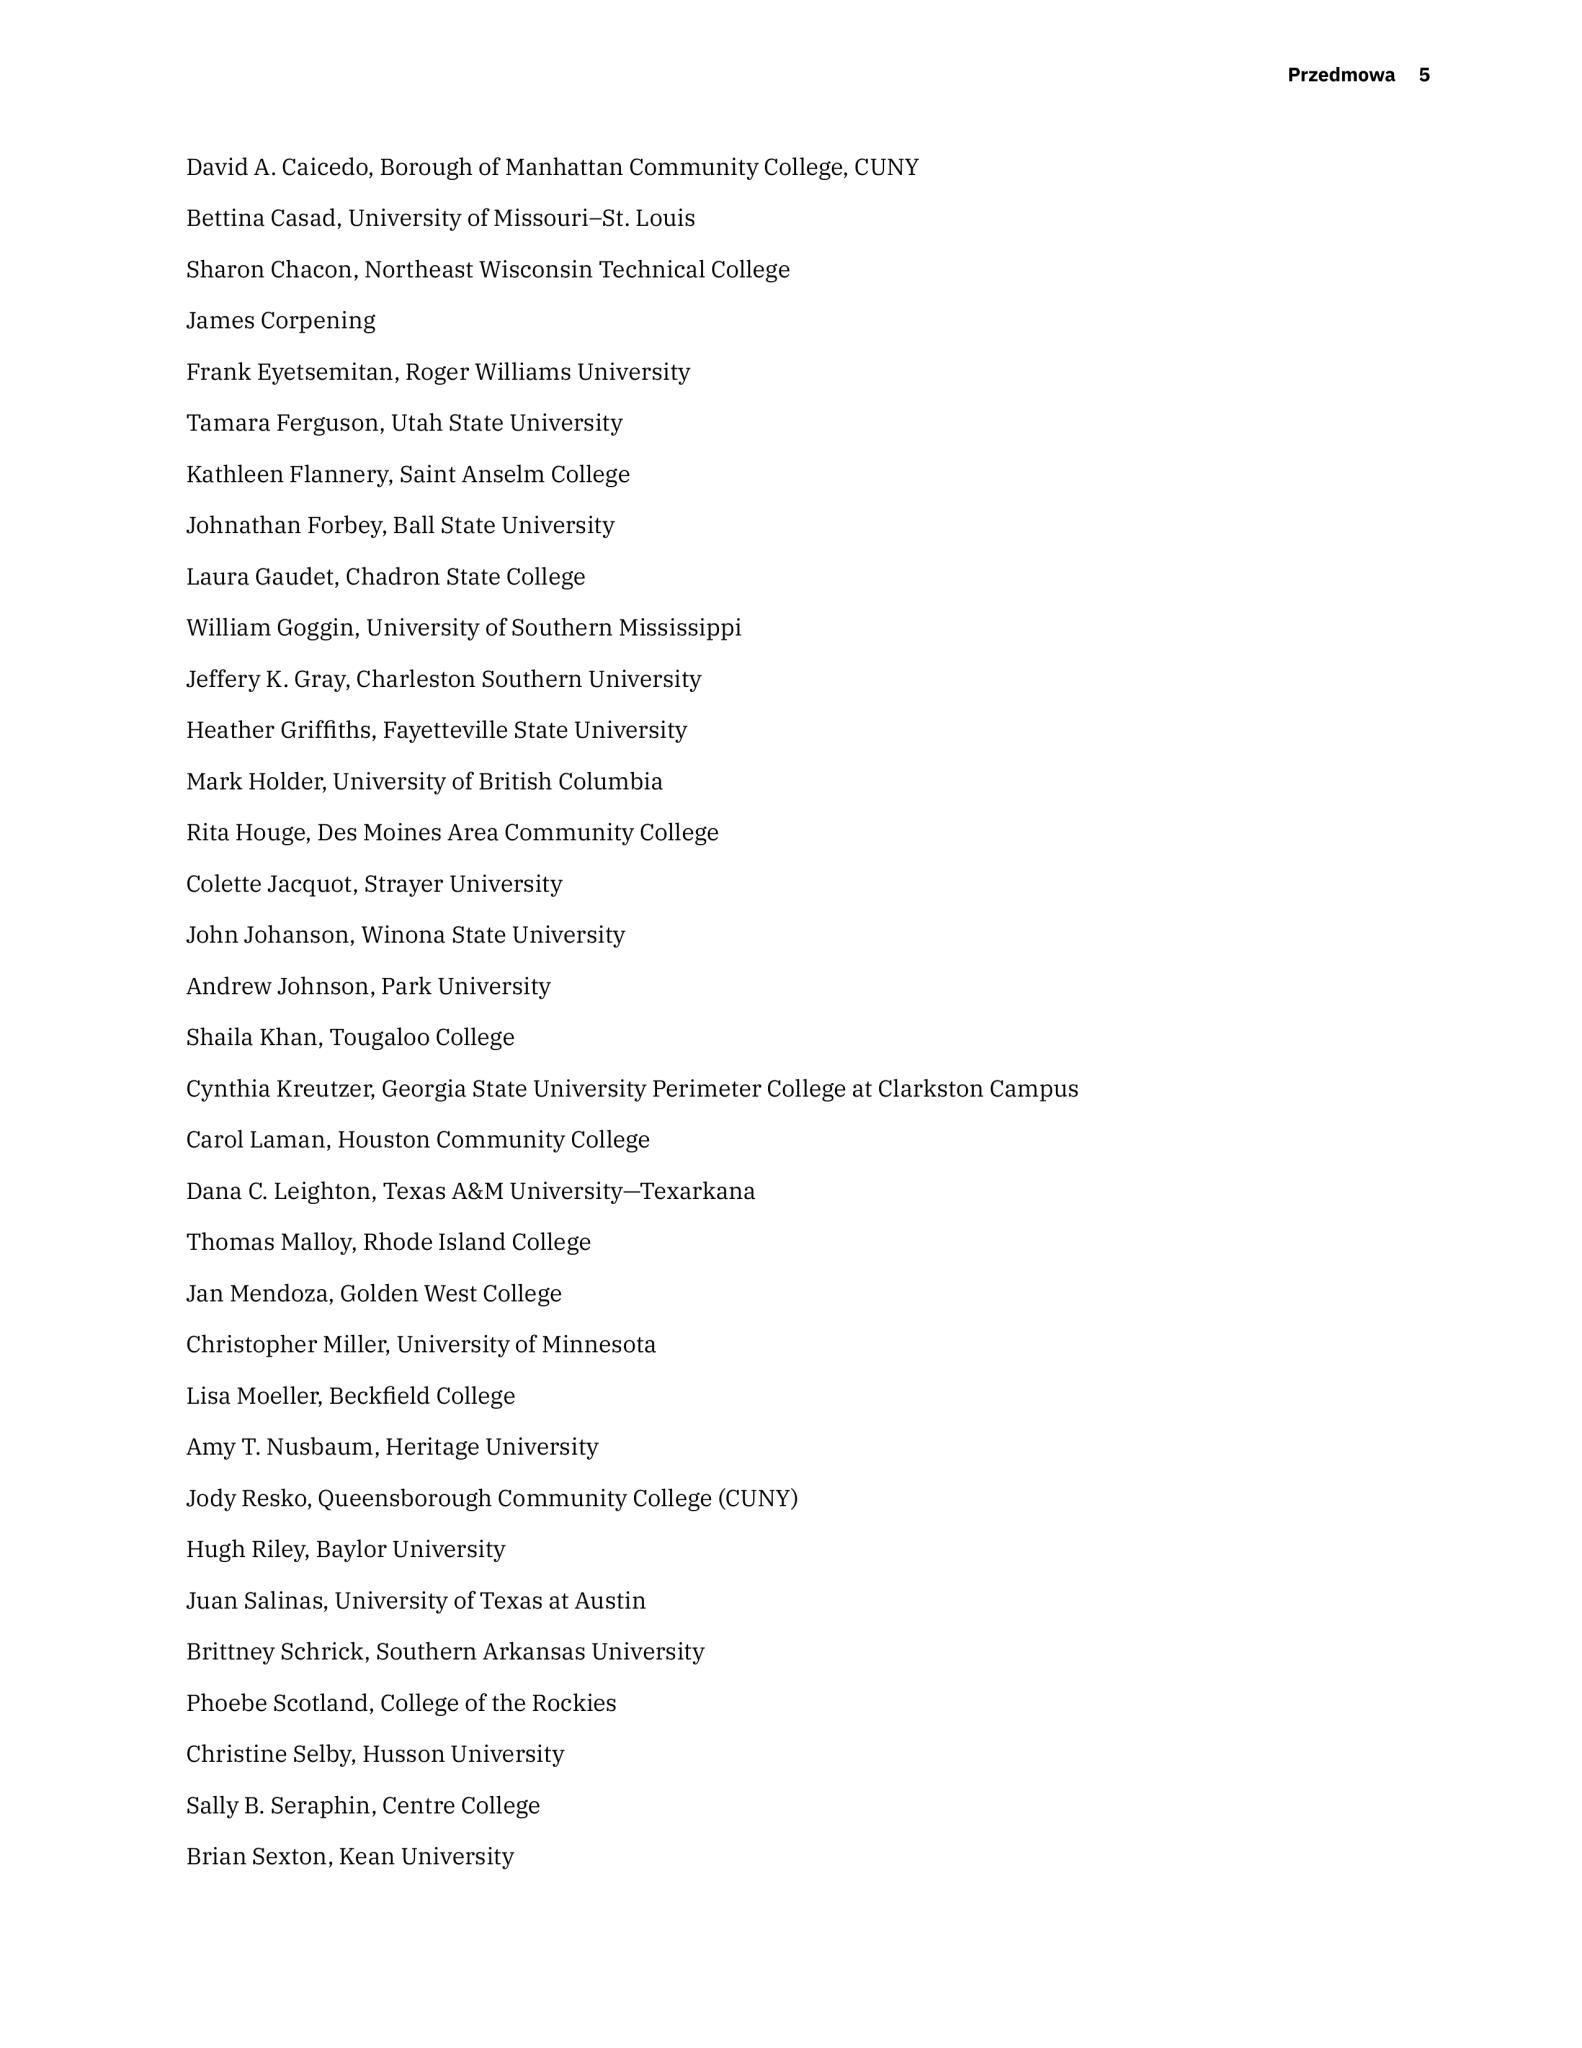 Przedmowa 5
David A. Caicedo, Borough of Manhattan Community College, CUNY
Bettina Casad, University of Missouri–St. Louis
Sharon Chacon, Northeast Wisconsin Technical College
James Corpening
Frank Eyetsemitan, Roger Williams University
Tamara Ferguson, Utah State University
Kathleen Flannery, Saint Anselm College
Johnathan Forbey, Ball State University
Laura Gaudet, Chadron State College
William Goggin, University of Southern Mississippi
Jeffery K. Gray, Charleston Southern University
Heather Griffiths, Fayetteville State University
Mark Holder, University of British Columbia
Rita Houge, Des Moines Area Community College
Colette Jacquot, Strayer University
John Johanson, Winona State University
Andrew Johnson, Park University
Shaila Khan, Tougaloo College
Cynthia Kreutzer, Georgia State University Perimeter College at Clarkston Campus
Carol Laman, Houston Community College
Dana C. Leighton, Texas A&M University—Texarkana
Thomas Malloy, Rhode Island College
Jan Mendoza, Golden West College
Christopher Miller, University of Minnesota
Lisa Moeller, Beckfield College
Amy T. Nusbaum, Heritage University
Jody Resko, Queensborough Community College (CUNY)
Hugh Riley, Baylor University
Juan Salinas, University of Texas at Austin
Brittney Schrick, Southern Arkansas University
Phoebe Scotland, College of the Rockies
Christine Selby, Husson University
Sally B. Seraphin, Centre College
Brian Sexton, Kean University